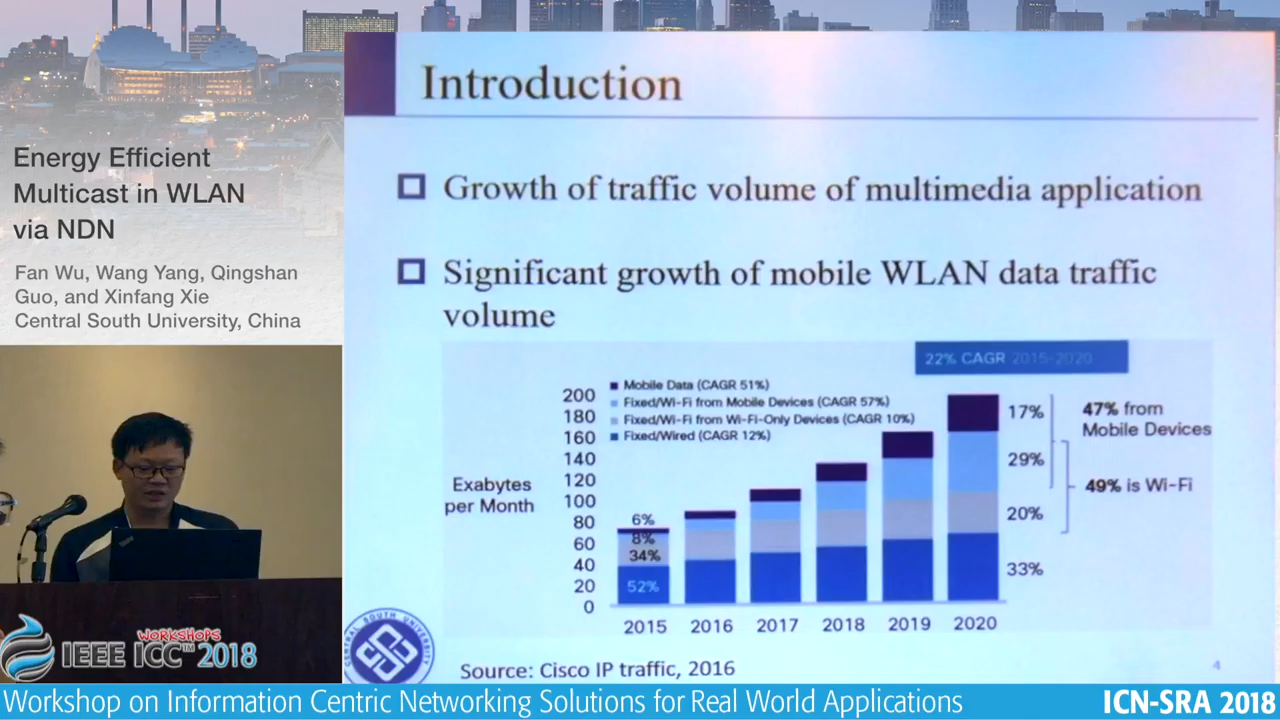 Energy Efficient
Multicast in WLAN
via NDN
Fan Wu, Wang Yang, Qingshan
Guo, and Xinfang Xie
Central South University, China
Introduction
Growth of traffic volume of multimedia application
Significant growth of mobile WLAN data traffic
volume
22% CAGR 2015-2020
Mobile Data (CAGR 51%)
Fixed/Wi-Fi from Mobile Devices (CAGR 57%)
Fixed/Wi-Fi from Wi-Fi-Only Devices (CAGR 10%)
Fixed/Wired (CAGR 12%)
Exabytes
per Month
200
180
160
140
120
100
80
60
40
20
0
6%
8%
34%
52%
17%
29%
20%
33%
47% from
Mobile Devices
49% is Wi-Fi
2015 2016 2017 2018 2019 2020
CENTRAL SOUTH UNIVERSITY
Source: Cisco IP traffic, 2016
4
WORKSHOPS
IEEE ICC™ 2018
Workshop on Information Centric Networking Solutions for Real World Applications
ICN-SRA 2018